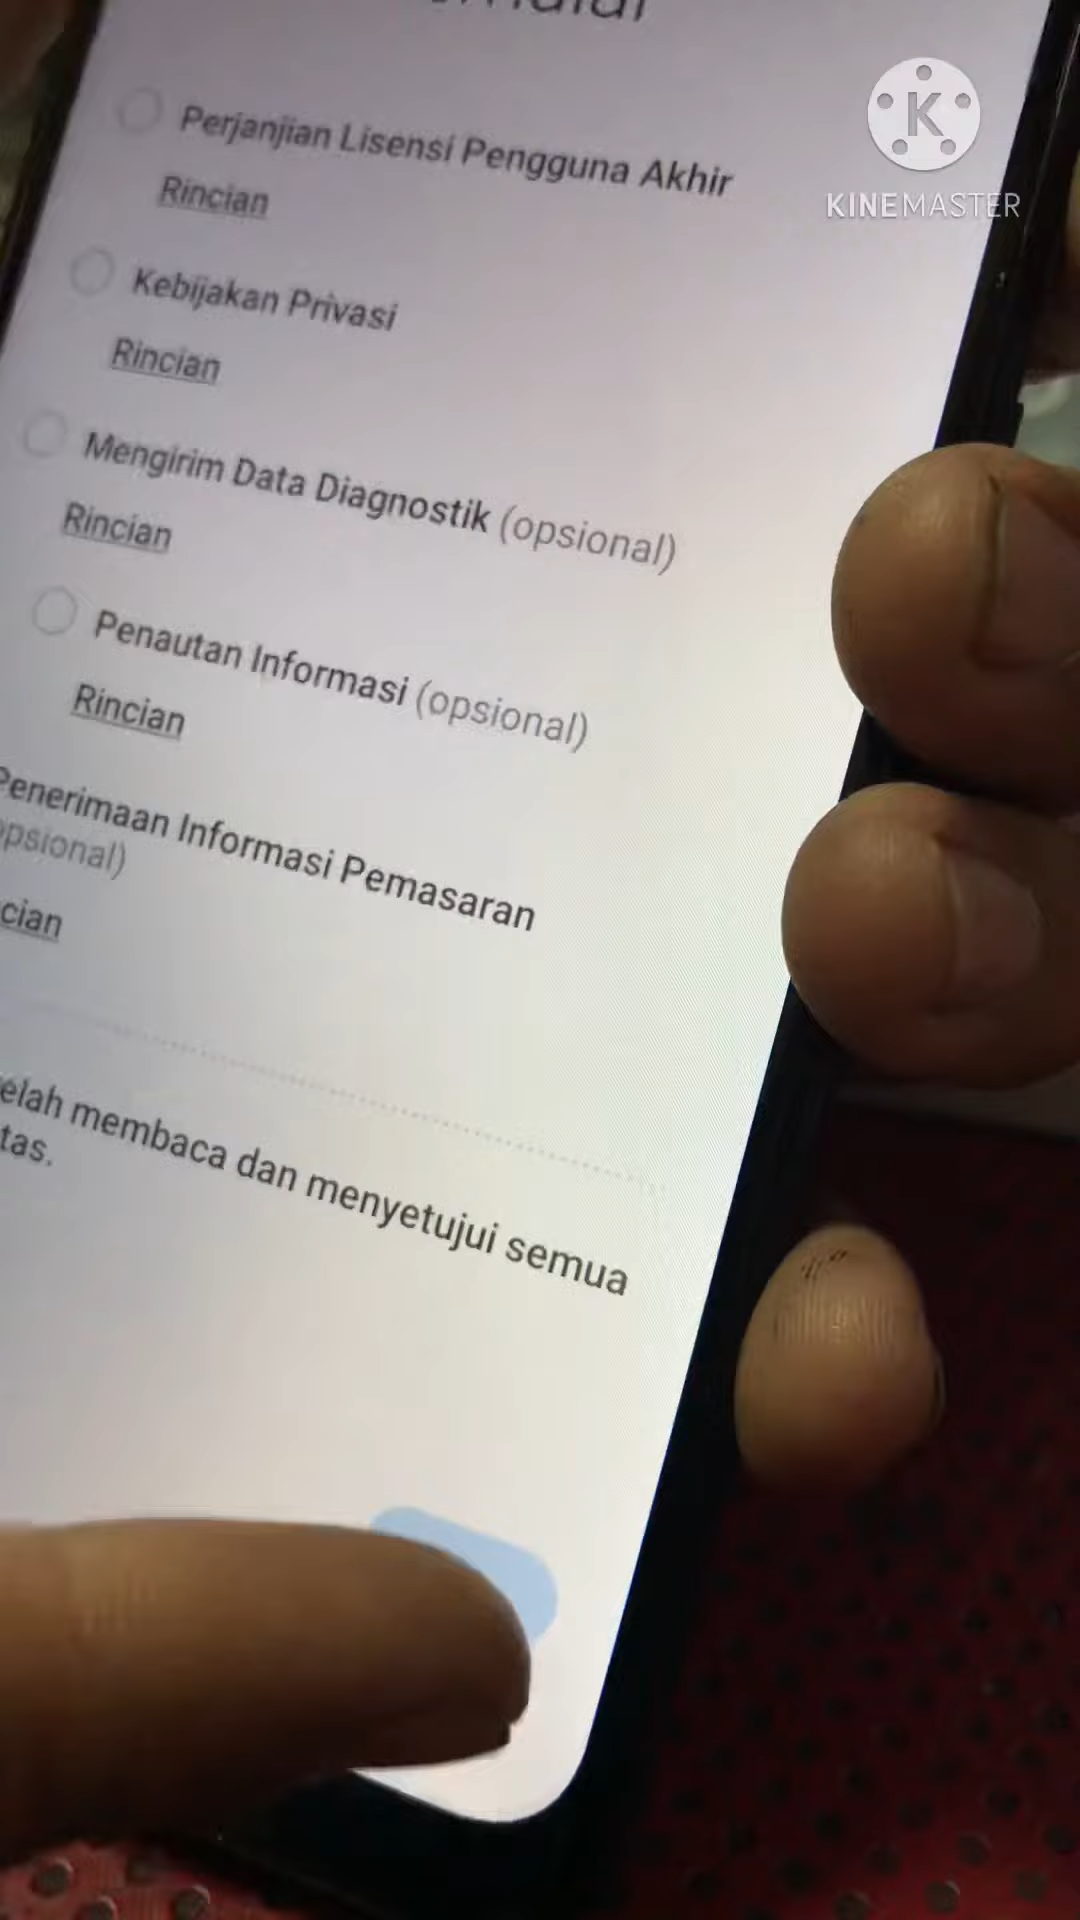 Perjanjian Lisensi Pengguna Akhir
Rincian
Kebijakan Privasi
Rincian
Mengirim Data Diagnostik (opsional)
Rincian
Penautan Informasi (opsional)
Rincian
Penerimaan Informasi Pemasaran
opsional)
cian
elah membaca dan menyetujui semua
tas.
K
KINEMASTER